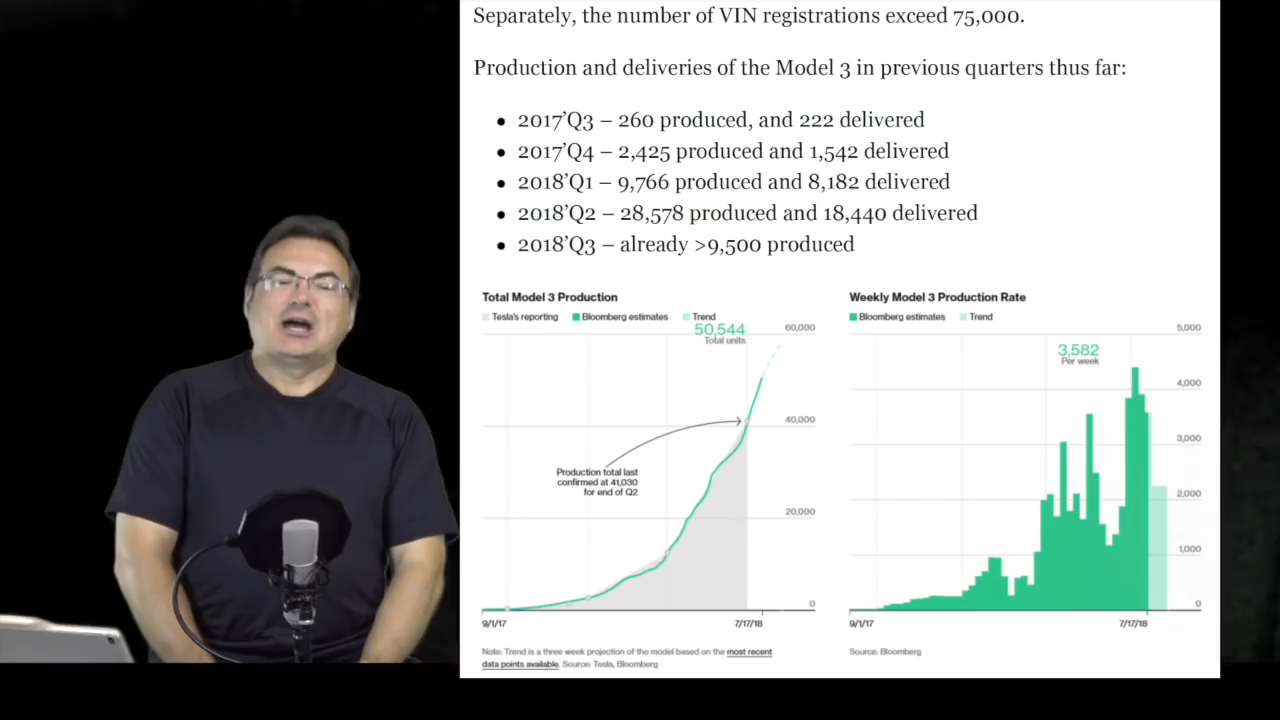 Separately, the number of VIN registrations exceed 75,000.
Production and deliveries of the Model 3 in previous quarters thus far:
• 2017'Q3 – 260 produced, and 222 delivered
• 2017'Q4 – 2,425 produced and 1,542 delivered
• 2018'Q1 – 9,766 produced and 8,182 delivered
• 2018'Q2 – 28,578 produced and 18,440 delivered
• 2018'Q3 – already >9,500 produced
Total Model 3 Production
Tesla's reporting Bloomberg estimates Trend
50,544
Total units
60,000
40,000
Production total last
confirmed at 41,030
for end of Q2
20,000
0
9/1/17 7/17/18
Note: Trend is a three week projection of the model based on the most recent
data points available. Source: Tesla, Bloomberg
Weekly Model 3 Production Rate
Bloomberg estimates Trend
5,000
3,582
Per week
4,000
3,000
2,000
1,000
0
9/1/17 7/17/18
Source: Bloomberg